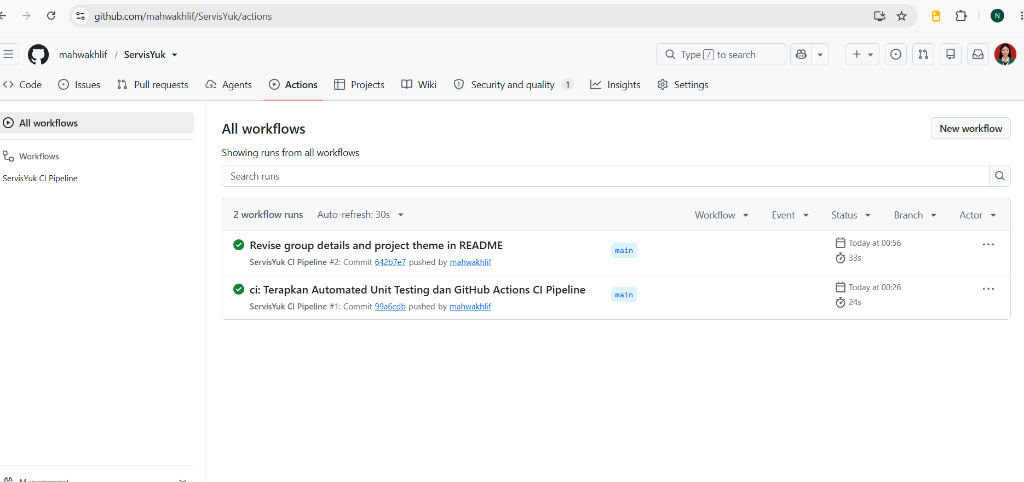 github.com/mahwakhlif/ServisYuk/actions
N
mahwakhlif / ServisYuk
Type / to search
Code
Issues
Pull requests
Agents
Actions
Projects
Wiki
Security and quality 1
Insights
Settings
All workflows
Workflows
ServisYuk CI Pipeline
All workflows
New workflow
Showing runs from all workflows
Search runs
2 workflow runs Auto-refresh: 30s Workflow Event Status Branch Actor
Revise group details and project theme in README
ServisYuk CI Pipeline #2: Commit 642b7e7 pushed by mahwakhlif
main
Today at 00:56
33s
ci: Terapkan Automated Unit Testing dan GitHub Actions CI Pipeline
ServisYuk CI Pipeline #1: Commit 99a6cdb pushed by mahwakhlif
main
Today at 00:26
24s